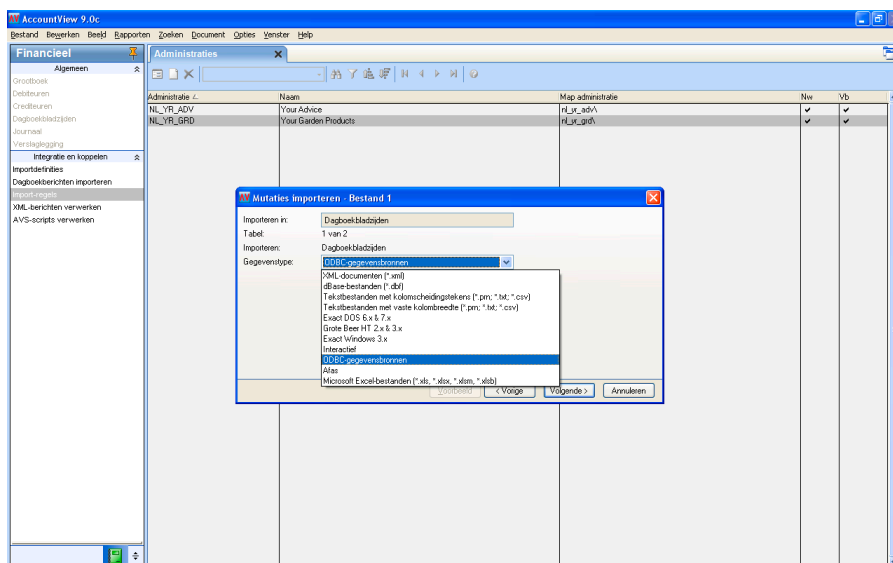 AccountView 9.0c
Bestand Bewerken Beeld Rapporten Zoeken Document Opties Venster Help
Financieel
Administraties
Algemeen
Grootboek
Debiteuren
Crediteuren
Dagboekbladzijden
Journaal
Verslaglegging
Integratie en koppelen
Importdefinities
Dagboekberichten importeren
Import-regels
XML-berichten verwerken
AVS-scripts verwerken
Administratie Naam Map administratie Nw Vb
NL_YR_ADV Your Advice nl_yr_adv\
NL_YR_GRD Your Garden Products nl_yr_grd\
Mutaties importeren - Bestand 1
Importeren in: Dagboekbladzijden
Tabel: 1 van 2
Importeren: Dagboekbladzijden
Gegevenstype: ODBC-gegevensbronnen
XML-documenten (*.xml)
dBase-bestanden (*.dbf)
Tekstbestanden met kolomscheidingstekens (*.prn; *.txt; *.csv)
Tekstbestanden met vaste kolombreedte (*.prn; *.txt; *.csv)
Exact DOS 6.x & 7.x
Grote Beer HT 2.x & 3.x
Exact Windows 3.x
Interactief
ODBC-gegevensbronnen
Afas
Microsoft Excel-bestanden (*.xls, *.xlsx, *.xlsm, *.xlsb)
Voorbeeld < Vorige Volgende > Annuleren